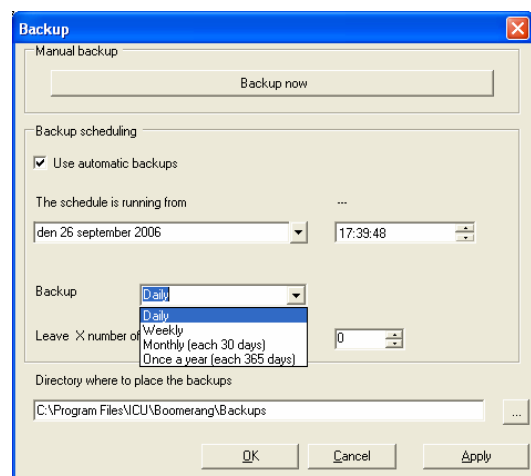 Backup
Manual backup
Backup now
Backup scheduling
Use automatic backups
The schedule is running from
---
den 26 september 2006
17:39:48
Backup
Daily
Daily
Weekly
Monthly (each 30 days)
Once a year (each 365 days)
Leave X number of
0
Directory where to place the backups
C:\Program Files\ICU\Boomerang\Backups
...
OK
Cancel
Apply